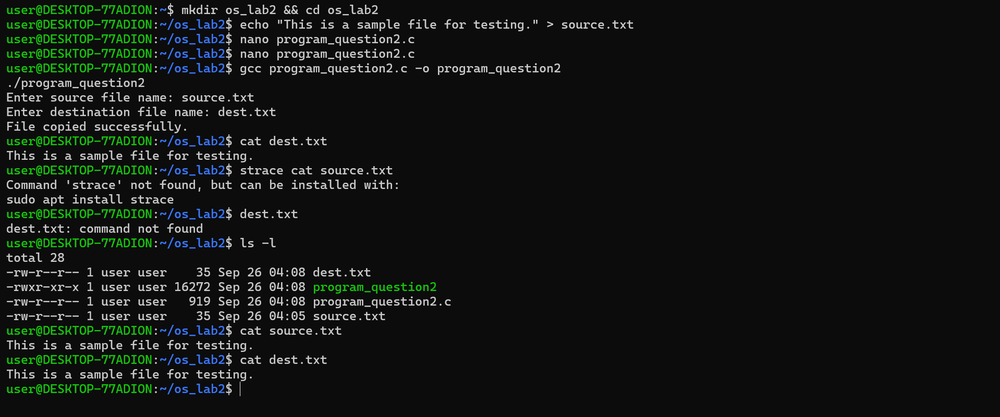 user@DESKTOP-77ADION:~$ mkdir os_lab2 && cd os_lab2
user@DESKTOP-77ADION:~/os_lab2$ echo "This is a sample file for testing." > source.txt
user@DESKTOP-77ADION:~/os_lab2$ nano program_question2.c
user@DESKTOP-77ADION:~/os_lab2$ nano program_question2.c
user@DESKTOP-77ADION:~/os_lab2$ gcc program_question2.c -o program_question2
./program_question2
Enter source file name: source.txt
Enter destination file name: dest.txt
File copied successfully.
user@DESKTOP-77ADION:~/os_lab2$ cat dest.txt
This is a sample file for testing.
user@DESKTOP-77ADION:~/os_lab2$ strace cat source.txt
Command 'strace' not found, but can be installed with:
sudo apt install strace
user@DESKTOP-77ADION:~/os_lab2$ dest.txt
dest.txt: command not found
user@DESKTOP-77ADION:~/os_lab2$ ls -l
total 28
-rw-r--r-- 1 user user    35 Sep 26 04:08 dest.txt
-rwxr-xr-x 1 user user 16272 Sep 26 04:08 program_question2
-rw-r--r-- 1 user user   919 Sep 26 04:08 program_question2.c
-rw-r--r-- 1 user user    35 Sep 26 04:05 source.txt
user@DESKTOP-77ADION:~/os_lab2$ cat source.txt
This is a sample file for testing.
user@DESKTOP-77ADION:~/os_lab2$ cat dest.txt
This is a sample file for testing.
user@DESKTOP-77ADION:~/os_lab2$